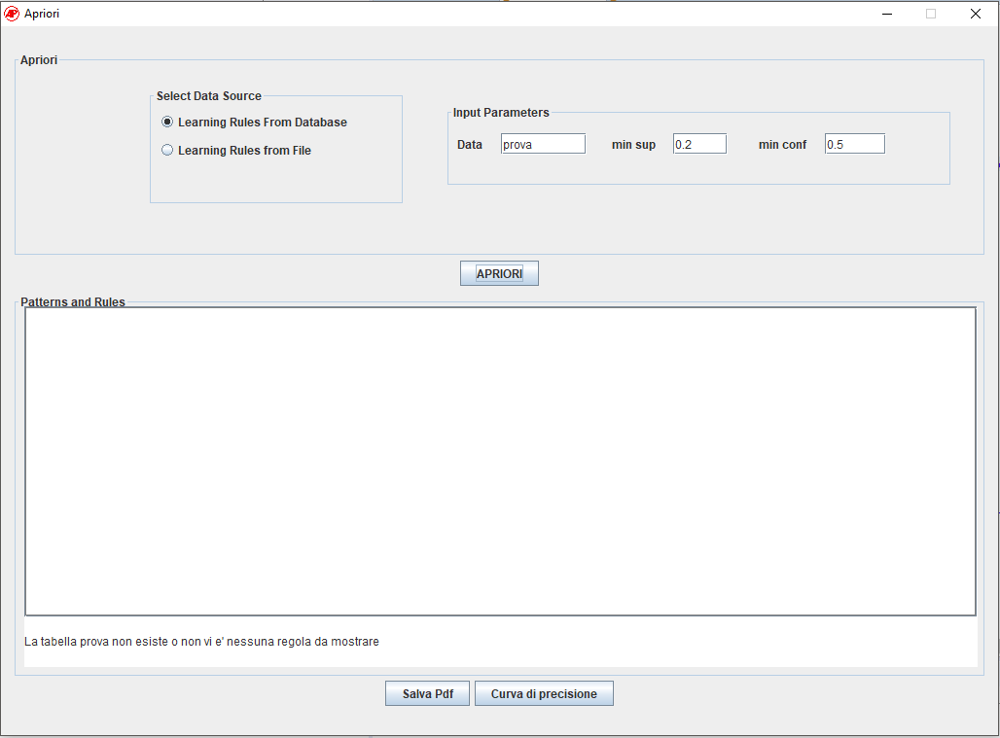 AP Apriori
Apriori
Select Data Source
Learning Rules From Database
Learning Rules from File
Input Parameters
Data prova min sup 0.2 min conf 0.5
APRIORI
Patterns and Rules
La tabella prova non esiste o non vi e' nessuna regola da mostrare
Salva Pdf Curva di precisione